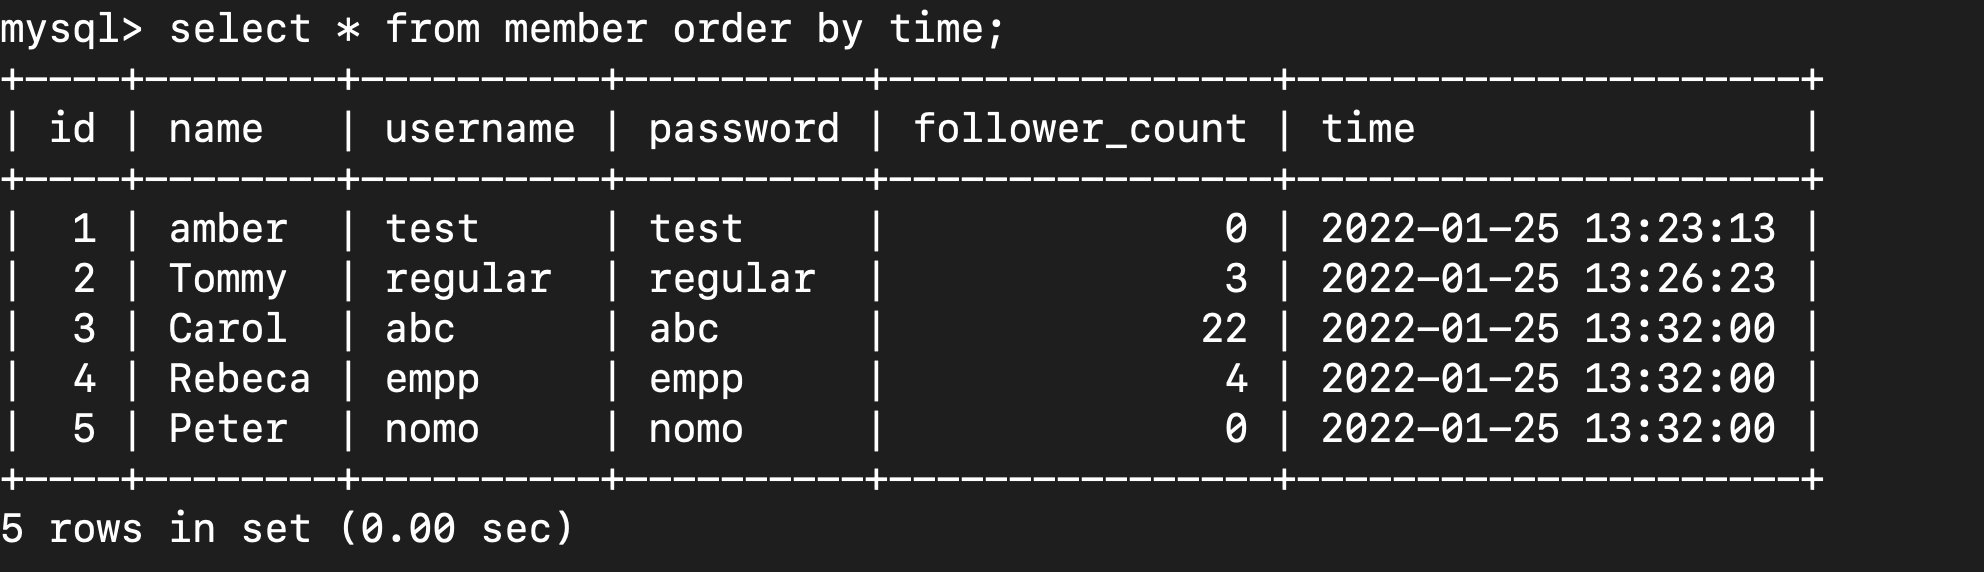 mysql> select * from member order by time;
+----+--------+----------+----------+----------------+---------------------+
| id | name   | username | password | follower_count | time                |
+----+--------+----------+----------+----------------+---------------------+
|  1 | amber  | test     | test     |              0 | 2022-01-25 13:23:13 |
|  2 | Tommy  | regular  | regular  |              3 | 2022-01-25 13:26:23 |
|  3 | Carol  | abc      | abc      |             22 | 2022-01-25 13:32:00 |
|  4 | Rebeca | empp     | empp     |              4 | 2022-01-25 13:32:00 |
|  5 | Peter  | nomo     | nomo     |              0 | 2022-01-25 13:32:00 |
+----+--------+----------+----------+----------------+---------------------+
5 rows in set (0.00 sec)